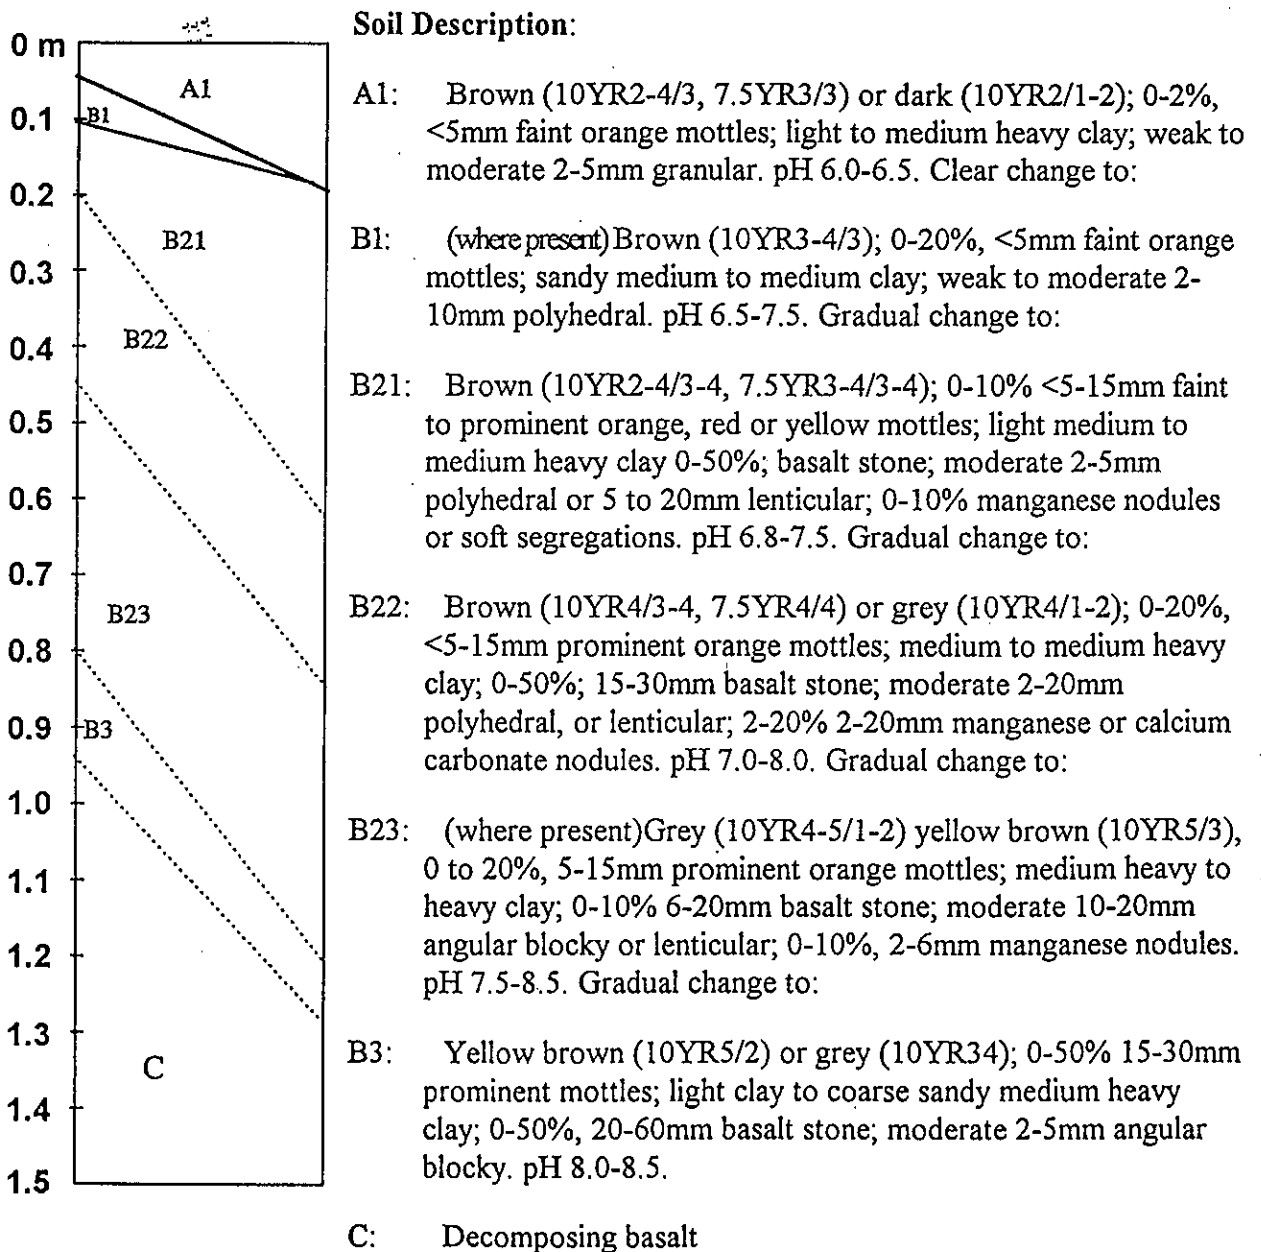 Soil Description:
0 m
A1
0.1
B1
0.2
B21
0.3
B22
0.4
0.5
0.6
0.7
B23
0.8
0.9
B3
1.0
1.1
1.2
1.3
C
1.4
1.5
A1: Brown (10YR2-4/3, 7.5YR3/3) or dark (10YR2/1-2); 0-2%,
<5mm faint orange mottles; light to medium heavy clay; weak to
moderate 2-5mm granular. pH 6.0-6.5. Clear change to:
B1: (where present)Brown (10YR3-4/3); 0-20%, <5mm faint orange
mottles; sandy medium to medium clay; weak to moderate 2-
10mm polyhedral. pH 6.5-7.5. Gradual change to:
B21: Brown (10YR2-4/3-4, 7.5YR3-4/3-4); 0-10% <5-15mm faint
to prominent orange, red or yellow mottles; light medium to
medium heavy clay 0-50%; basalt stone; moderate 2-5mm
polyhedral or 5 to 20mm lenticular; 0-10% manganese nodules
or soft segregations. pH 6.8-7.5. Gradual change to:
B22: Brown (10YR4/3-4, 7.5YR4/4) or grey (10YR4/1-2); 0-20%,
<5-15mm prominent orange mottles; medium to medium heavy
clay; 0-50%; 15-30mm basalt stone; moderate 2-20mm
polyhedral, or lenticular; 2-20% 2-20mm manganese or calcium
carbonate nodules. pH 7.0-8.0. Gradual change to:
B23: (where present)Grey (10YR4-5/1-2) yellow brown (10YR5/3),
0 to 20%, 5-15mm prominent orange mottles; medium heavy to
heavy clay; 0-10% 6-20mm basalt stone; moderate 10-20mm
angular blocky or lenticular; 0-10%, 2-6mm manganese nodules.
pH 7.5-8.5. Gradual change to:
B3: Yellow brown (10YR5/2) or grey (10YR34); 0-50% 15-30mm
prominent mottles; light clay to coarse sandy medium heavy
clay; 0-50%, 20-60mm basalt stone; moderate 2-5mm angular
blocky. pH 8.0-8.5.
C: Decomposing basalt